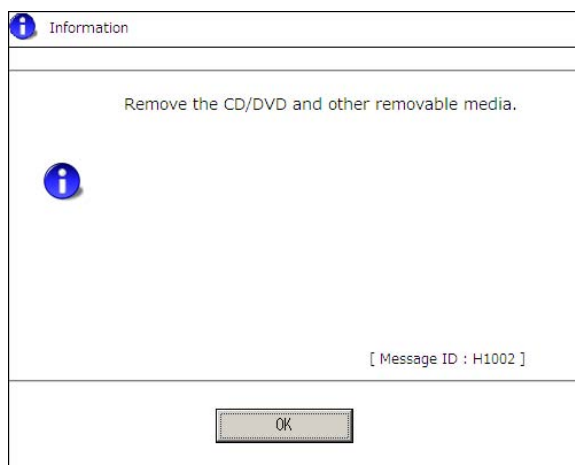 Information
Remove the CD/DVD and other removable media.
[ Message ID : H1002 ]
OK